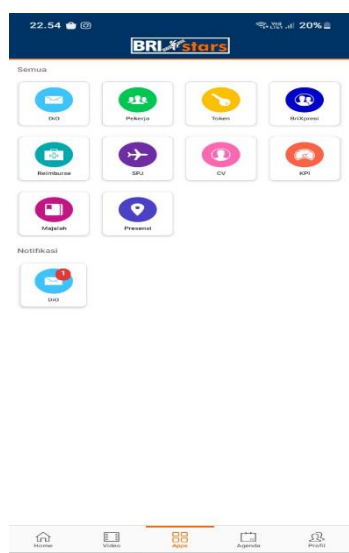 22.54 20%
BRIstars
Semua
DiO Pekerja Token BriXpresi
Reimburse SPJ CV KPI
Majalah Presensi
Notifikasi
1
DiO
Home Video Apps Agenda Profil